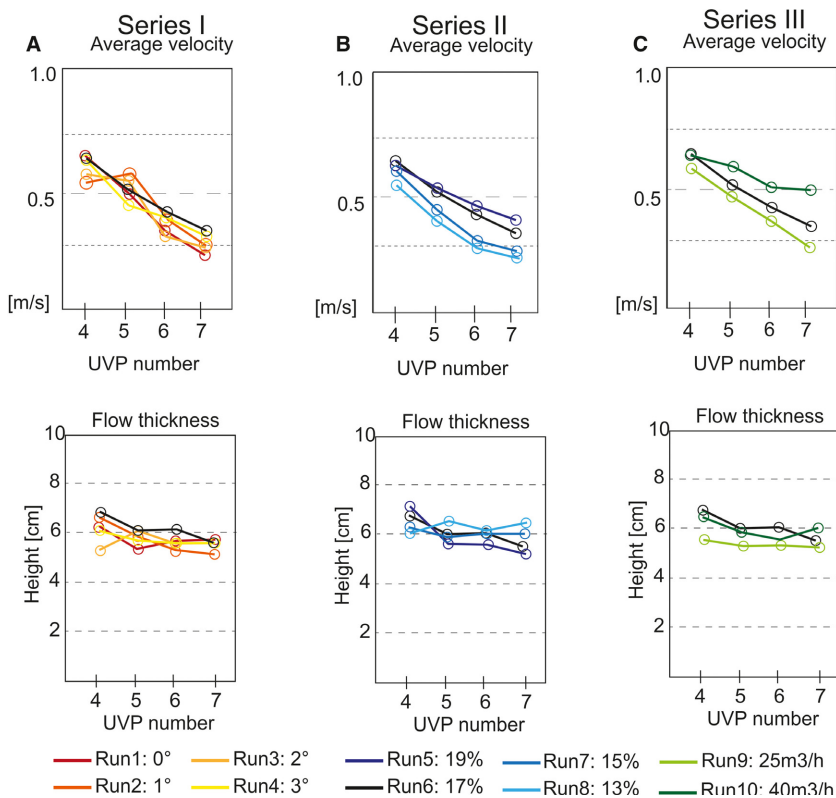 Series I
A Average velocity
1.0
0.5
[m/s]
4 5 6 7
UVP number
Series II
B Average velocity
1.0
0.5
[m/s]
4 5 6 7
UVP number
Series III
C Average velocity
1.0
0.5
[m/s]
4 5 6 7
UVP number
Flow thickness
10
8
6
4
2
Height [cm]
4 5 6 7
UVP number
Flow thickness
10
8
6
4
2
Height [cm]
4 5 6 7
UVP number
Flow thickness
10
8
6
4
2
Height [cm]
4 5 6 7
UVP number
Run1: 0° Run3: 2° Run5: 19% Run7: 15% Run9: 25m3/h
Run2: 1° Run4: 3° Run6: 17% Run8: 13% Run10: 40m3/h